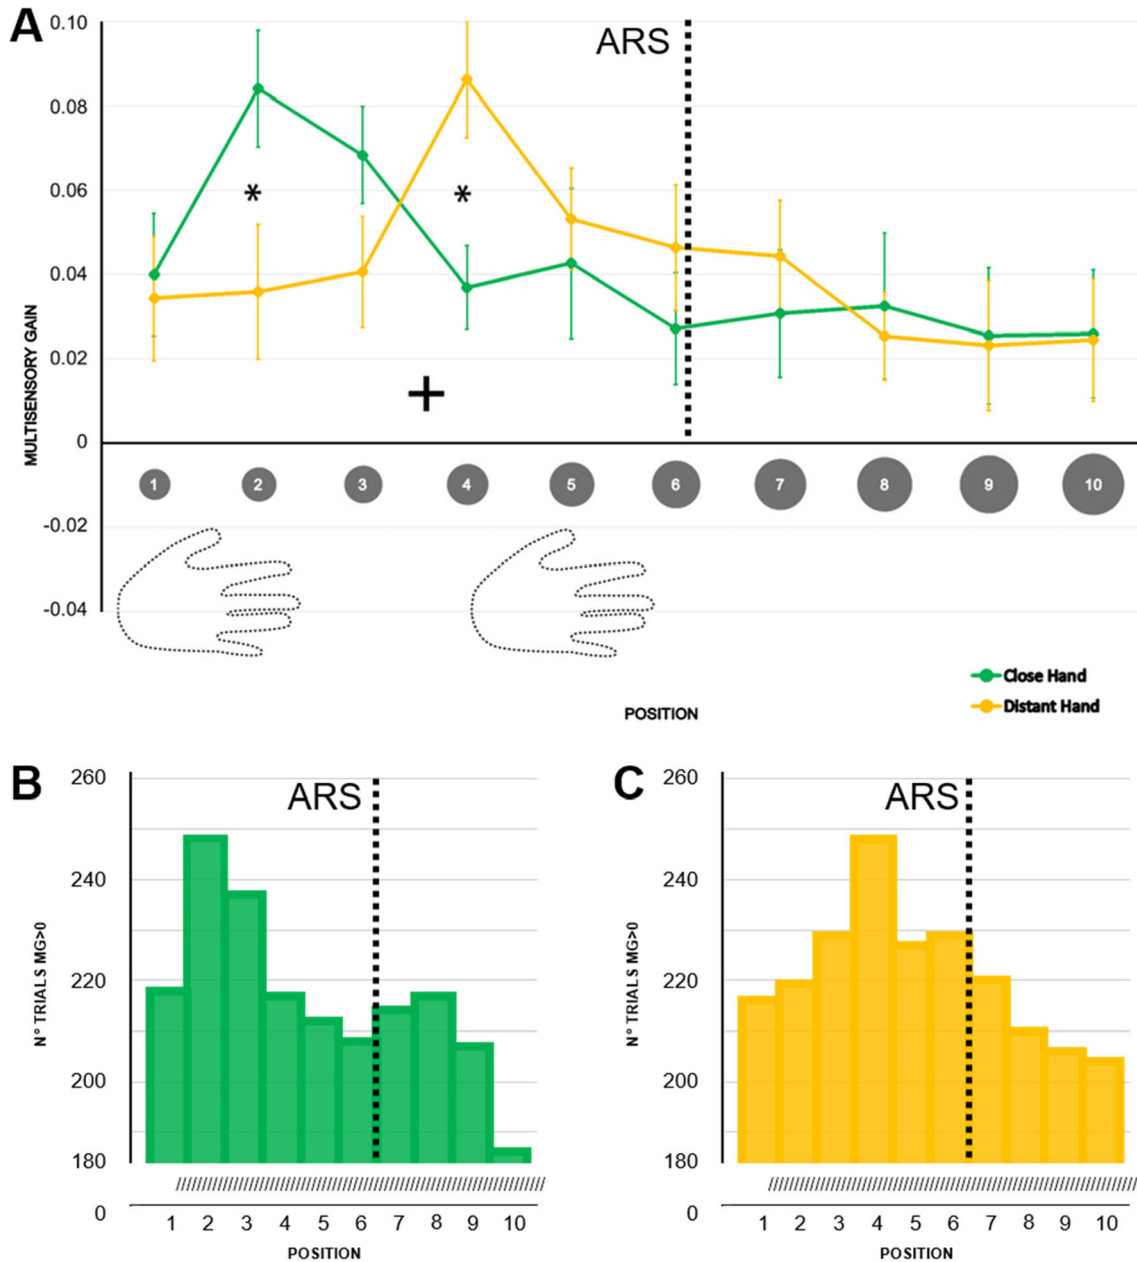 A
ARS
MULTISENSORY GAIN
0.10
0.08
0.06
0.04
0.02
0
-0.02
-0.04
*
*
+
1 2 3 4 5 6 7 8 9 10
Close Hand
Distant Hand
POSITION
B
ARS
N° TRIALS MG>0
260
240
220
200
180
0
1 2 3 4 5 6 7 8 9 10
POSITION
C
ARS
N° TRIALS MG>0
260
240
220
200
180
0
1 2 3 4 5 6 7 8 9 10
POSITION